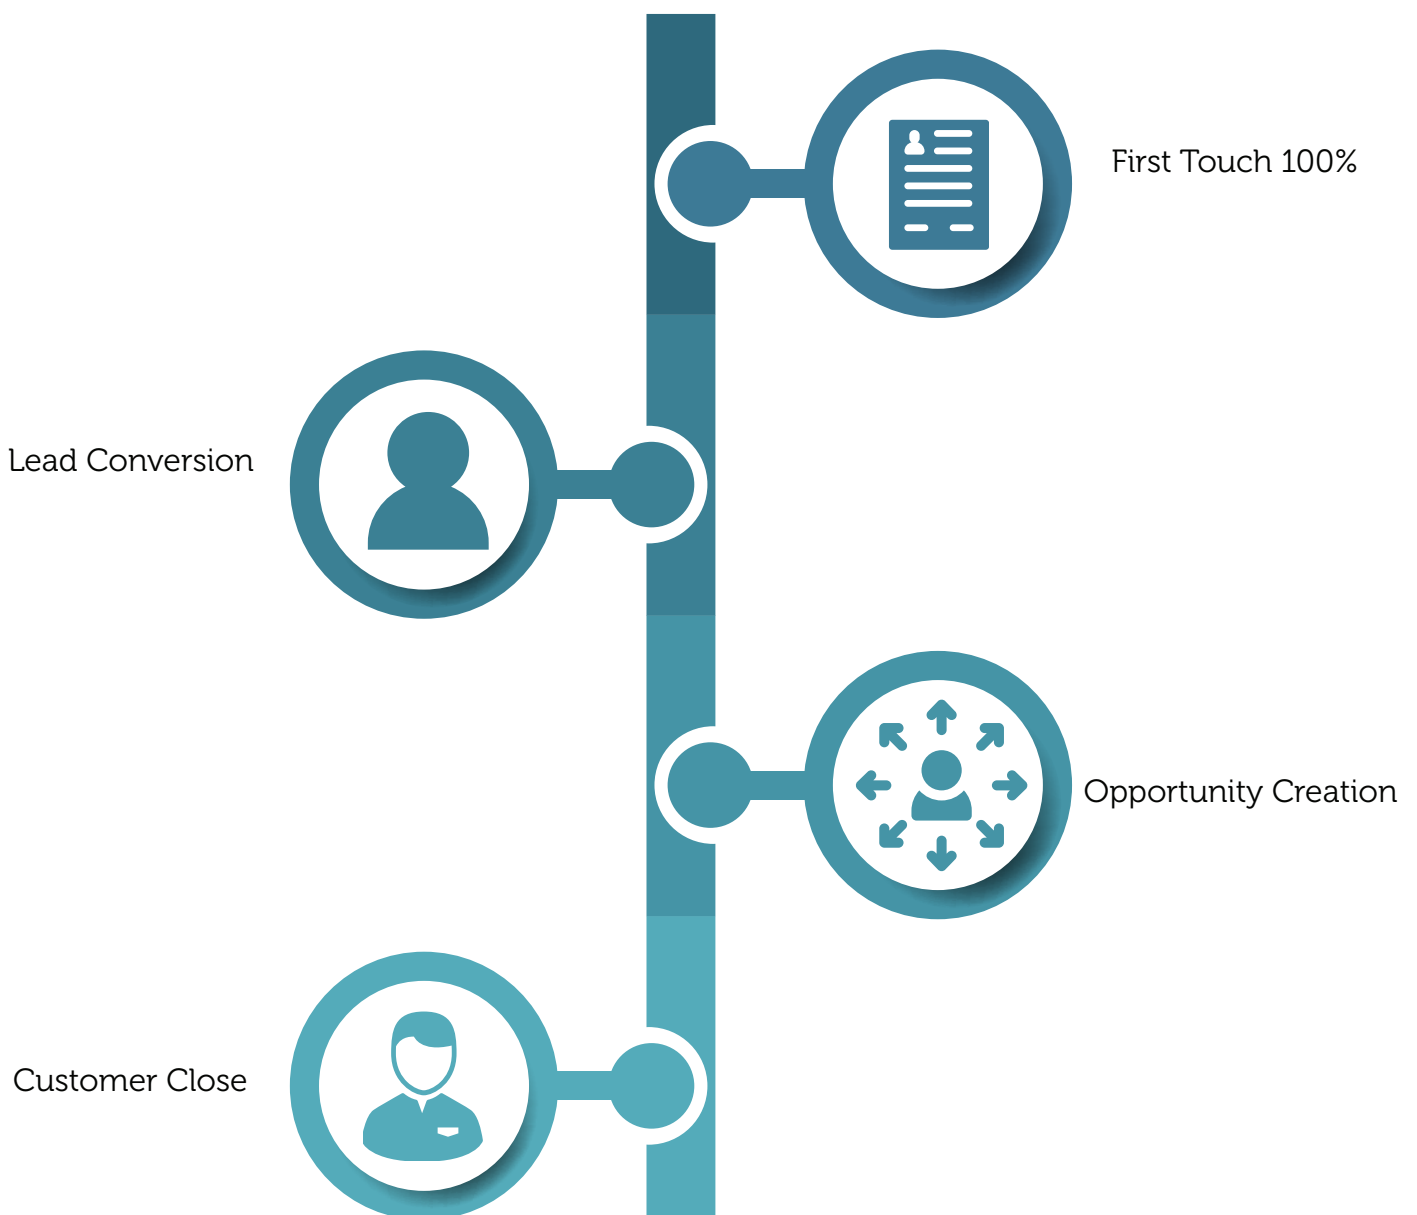 First Touch 100%
Lead Conversion
Opportunity Creation
Customer Close